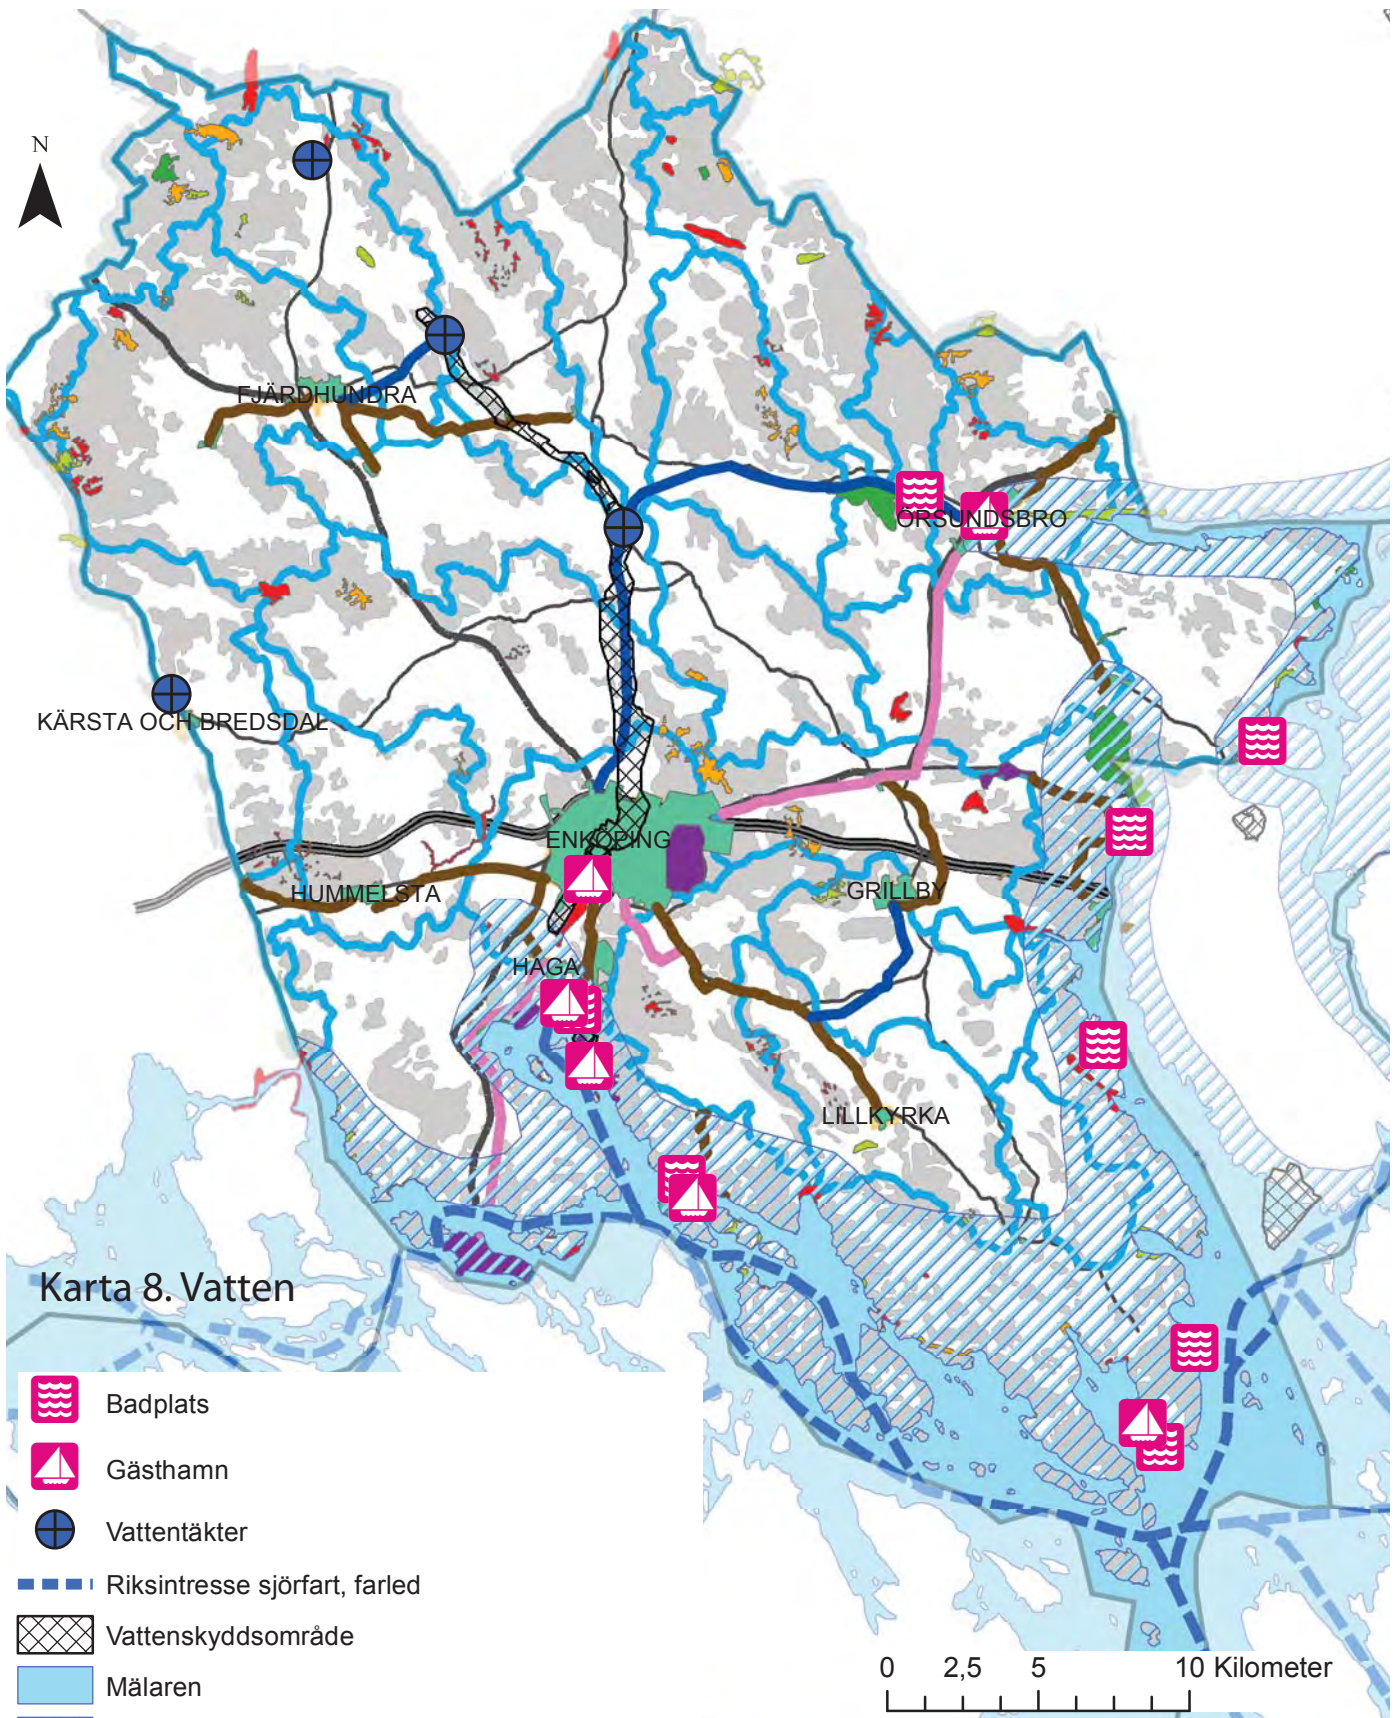 N
FJÄRDHUNDRA
ÖRSUNDSBRO
KÄRSTA OCH BREDSDAL
ENKÖPING
HUMMELSTA
GRILLBY
HAGA
LILLKYRKA
Karta 8. Vatten
Badplats
Gästhamn
Vattentäkter
Riksintresse sjörfart, farled
Vattenskyddsområde
Mälaren
0 2,5 5 10 Kilometer